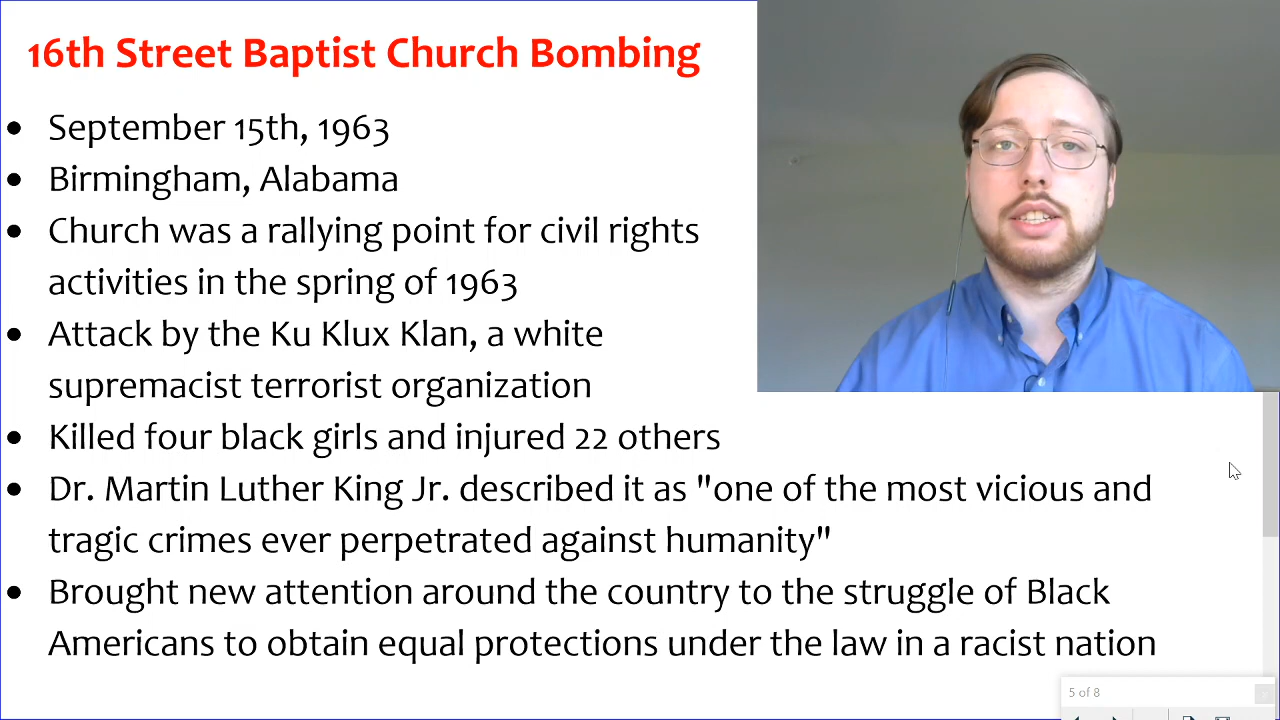 16th Street Baptist Church Bombing
• September 15th, 1963
• Birmingham, Alabama
• Church was a rallying point for civil rights
activities in the spring of 1963
• Attack by the Ku Klux Klan, a white
supremacist terrorist organization
• Killed four black girls and injured 22 others
• Dr. Martin Luther King Jr. described it as "one of the most vicious and
tragic crimes ever perpetrated against humanity"
• Brought new attention around the country to the struggle of Black
Americans to obtain equal protections under the law in a racist nation
5 of 8